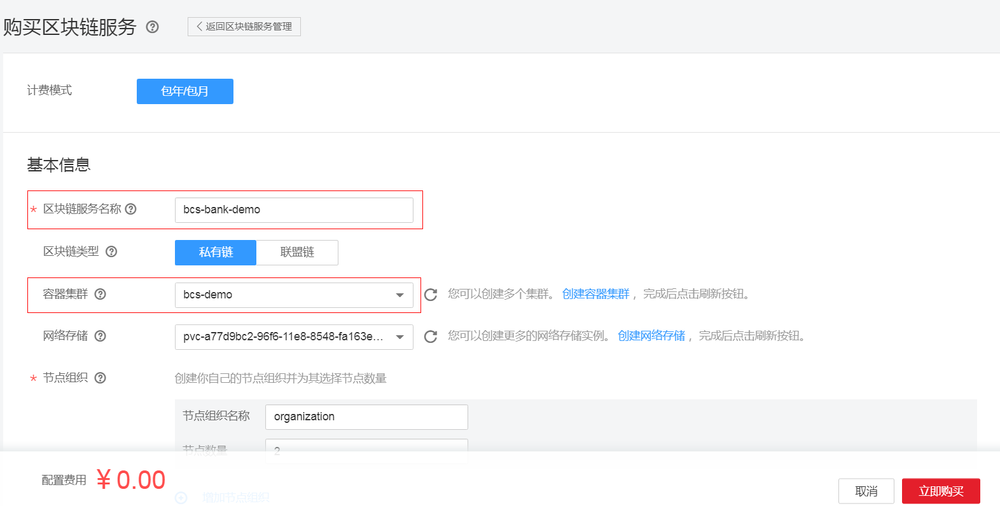 购买区块链服务 ? < 返回区块链服务管理
计费模式 包年/包月
基本信息
* 区块链服务名称 ? bcs-bank-demo
区块链类型 ? 私有链 联盟链
容器集群 ? bcs-demo 您可以创建多个集群。 创建容器集群 ，完成后点击刷新按钮。
网络存储 ? pvc-a77d9bc2-96f6-11e8-8548-fa163e... 您可以创建更多的网络存储实例。 创建网络存储 ，完成后点击刷新按钮。
* 节点组织 ? 创建你自己的节点组织并为其选择节点数量
节点组织名称 organization
节点数量 2
配置费用 ¥ 0.00
增加节点组织
取消 立即购买